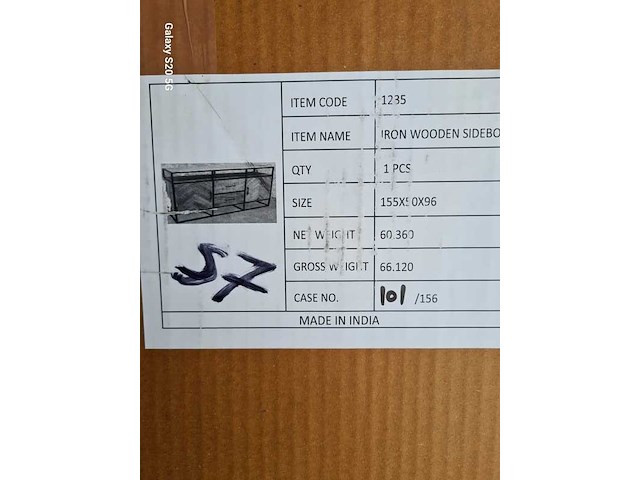 Galaxy S20 5G
ITEM CODE 1235
ITEM NAME IRON WOODEN SIDEBO
QTY 1 PCS
SIZE 155X50X96
NET WEIGHT 60.360
GROSS WEIGHT 66.120
S7
CASE NO. 101 /156
MADE IN INDIA